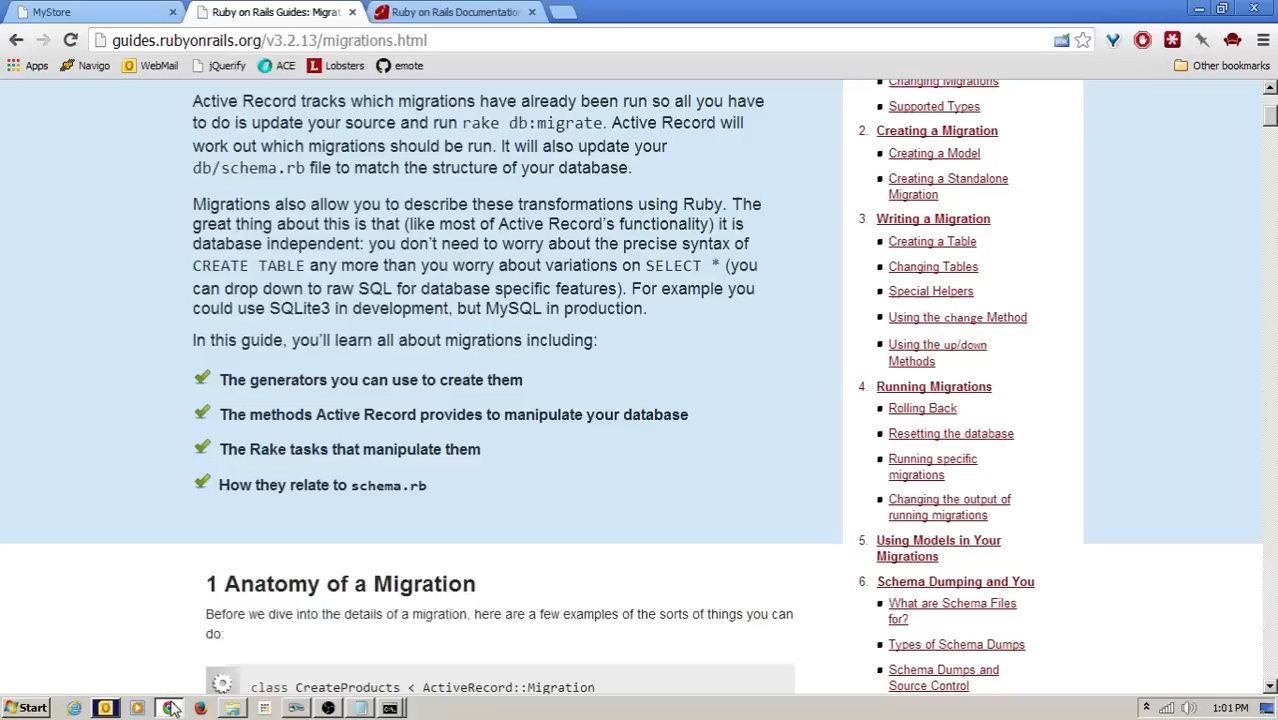 MyStore
Ruby on Rails Guides: Migrat
Ruby on Rails Documentatio
guides.rubyonrails.org/v3.2.13/migrations.html
Apps
Navigo
WebMail
jQuerify
ACE
Lobsters
emote
Other bookmarks
Active Record tracks which migrations have already been run so all you have
to do is update your source and run rake db:migrate. Active Record will
work out which migrations should be run. It will also update your
db/schema.rb file to match the structure of your database.
Migrations also allow you to describe these transformations using Ruby. The
great thing about this is that (like most of Active Record's functionality) it is
database independent: you don't need to worry about the precise syntax of
CREATE TABLE any more than you worry about variations on SELECT * (you
can drop down to raw SQL for database specific features). For example you
could use SQLite3 in development, but MySQL in production.
In this guide, you'll learn all about migrations including:
The generators you can use to create them
The methods Active Record provides to manipulate your database
The Rake tasks that manipulate them
How they relate to schema.rb
1 Anatomy of a Migration
Before we dive into the details of a migration, here are a few examples of the sorts of things you can
do:
class CreateProducts < ActiveRecord::Migration
Changing Migrations
Supported Types
2. Creating a Migration
Creating a Model
Creating a Standalone
Migration
3. Writing a Migration
Creating a Table
Changing Tables
Special Helpers
Using the change Method
Using the up/down
Methods
4. Running Migrations
Rolling Back
Resetting the database
Running specific
migrations
Changing the output of
running migrations
5. Using Models in Your
Migrations
6. Schema Dumping and You
What are Schema Files
for?
Types of Schema Dumps
Schema Dumps and
Source Control
Start
1:01 PM